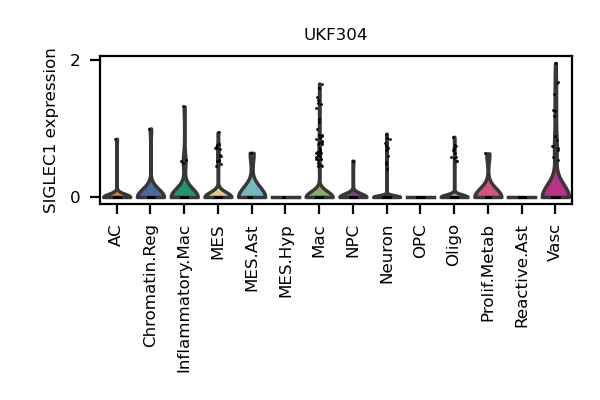 UKF304
SIGLEC1 expression
2
0
AC
Chromatin.Reg
Inflammatory.Mac
MES
MES.Ast
MES.Hyp
Mac
NPC
Neuron
OPC
Oligo
Prolif.Metab
Reactive.Ast
Vasc